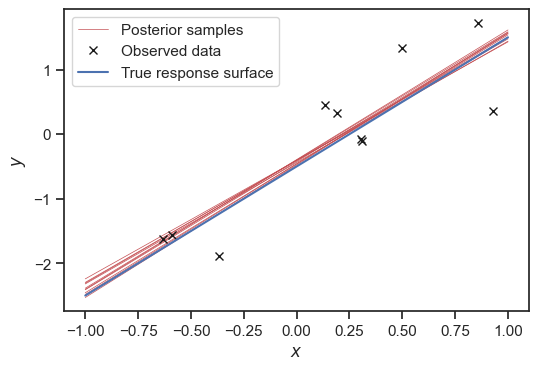 Posterior samples
Observed data
True response surface
1
0
−1
−2
y
−1.00 −0.75 −0.50 −0.25 0.00 0.25 0.50 0.75 1.00
x